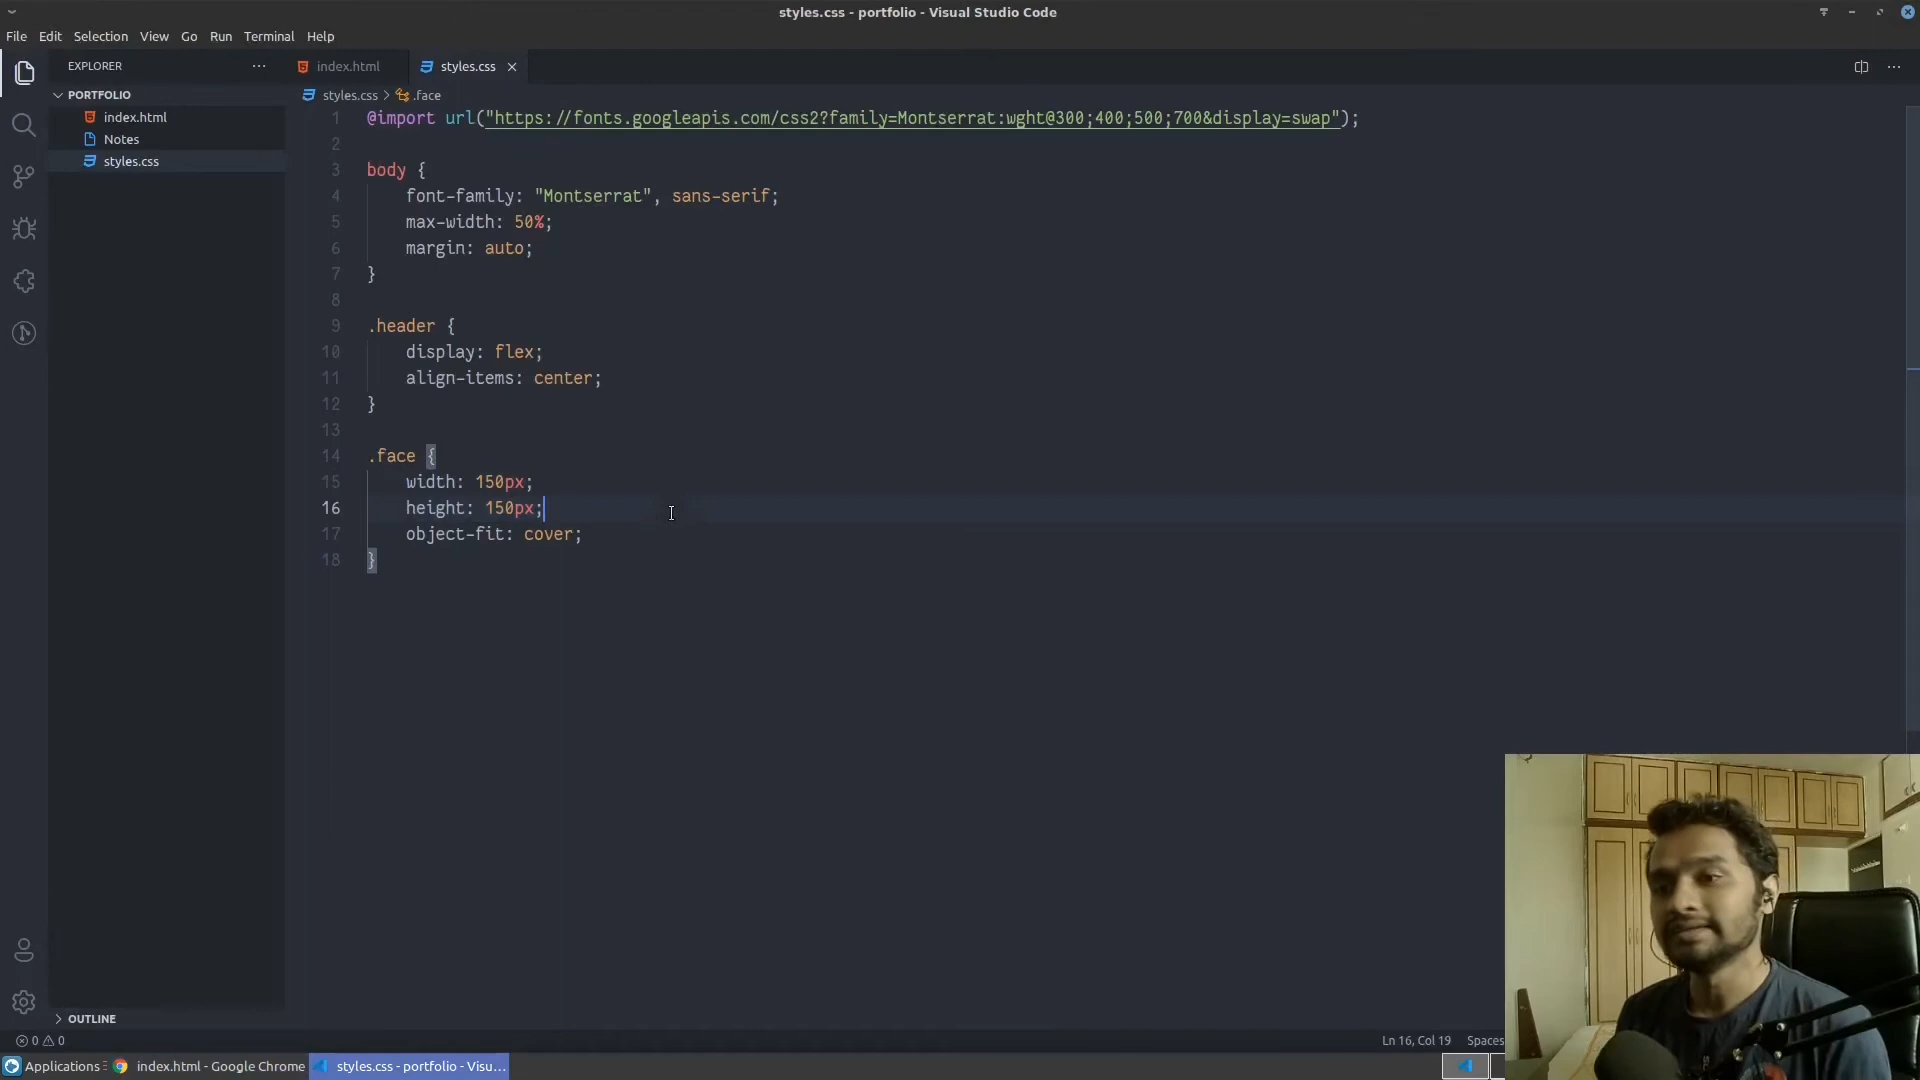 styles.css - portfolio - Visual Studio Code
File Edit Selection View Go Run Terminal Help
EXPLORER
index.html
styles.css
PORTFOLIO
index.html
Notes
styles.css
OUTLINE
styles.css > .face
1 @import url("https://fonts.googleapis.com/css2?family=Montserrat:wght@300;400;500;700&display=swap");
2
3 body {
4 font-family: "Montserrat", sans-serif;
5 max-width: 50%;
6 margin: auto;
7 }
8
9 .header {
10 display: flex;
11 align-items: center;
12 }
13
14 .face {
15 width: 150px;
16 height: 150px;
17 object-fit: cover;
18 }
0 0
Ln 16, Col 19 Spaces
Applications index.html - Google Chrome styles.css - portfolio - Visu...